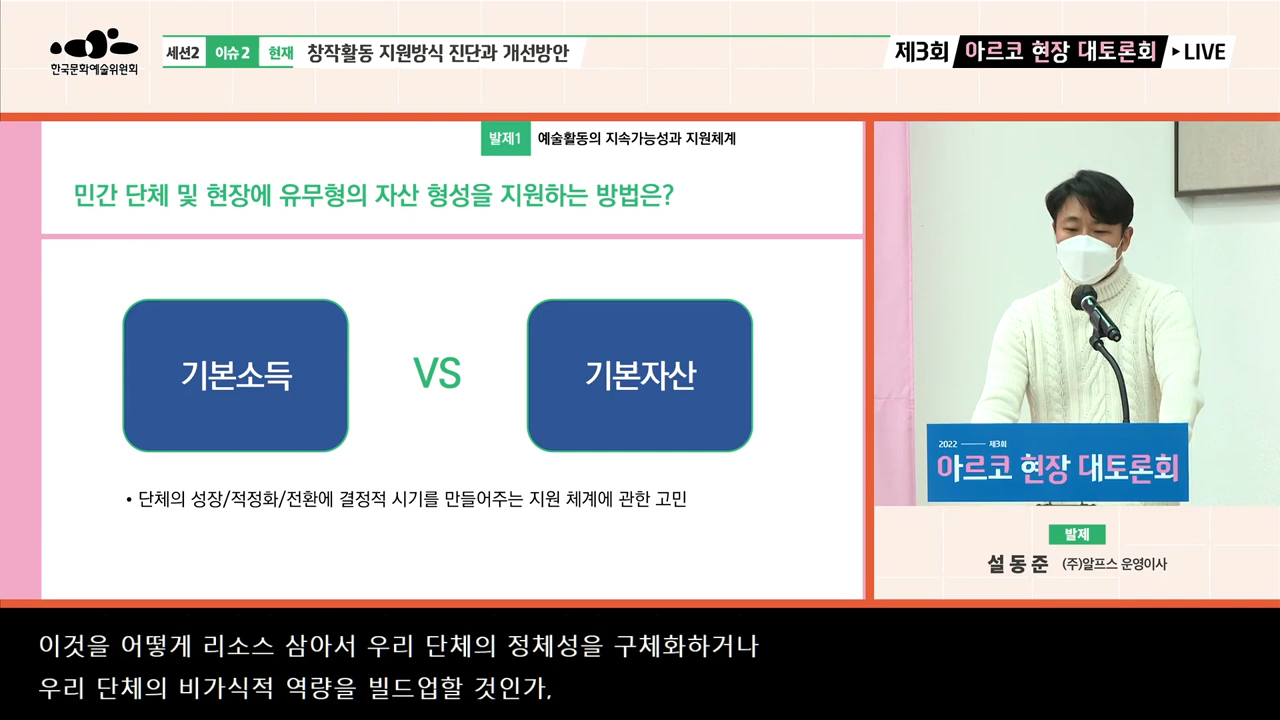 한국문화예술위원회
세션2 이슈 2 현재 창작활동 지원방식 진단과 개선방안
제3회 아르코 현장 대토론회 ▸LIVE
발제1 예술활동의 지속가능성과 지원체계
민간 단체 및 현장에 유무형의 자산 형성을 지원하는 방법은?
기본소득 VS 기본자산
• 단체의 성장/적정화/전환에 결정적 시기를 만들어주는 지원 체계에 관한 고민
2022 제3회
아르코 현장 대토론회
발제
설동준 (주)알프스 운영이사
이것을 어떻게 리소스 삼아서 우리 단체의 정체성을 구체화하거나
우리 단체의 비가식적 역량을 빌드업할 것인가,